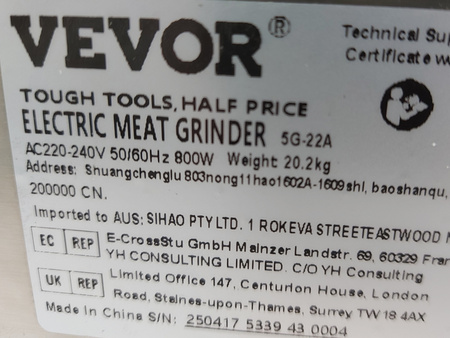 VEVOR®
Technical Sup
Certificate w
TOUGH TOOLS, HALF PRICE
ELECTRIC MEAT GRINDER 5G-22A
AC220-240V 50/60Hz 800W Weight 20.2kg
Address: Shuangchenglu 803nong11hao1602A-1609shi, baoshanqu,
200000 CN.
Imported to AUS: SIHAO PTY LTD. 1 ROKEVA STREETEASTWOOD N
EC REP E-CrossStu GmbH Mainzer Landstr. 69, 60329 Fran
YH CONSULTING LIMITED. C/O YH Consulting
UK REP Limited Office 147, Centurion House, London
Road, Staines-upon-Thames, Surrey TW18 4AX
Made in China S/N: 250417 5339 43 0004